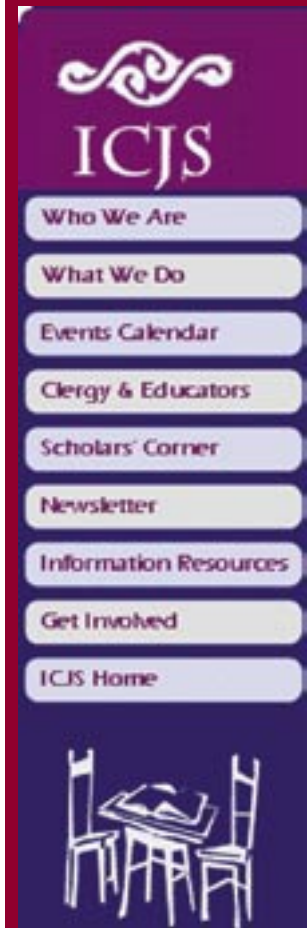 ICJS
Who We Are
What We Do
Events Calendar
Clergy & Educators
Scholars' Corner
Newsletter
Information Resources
Get Involved
ICJS Home